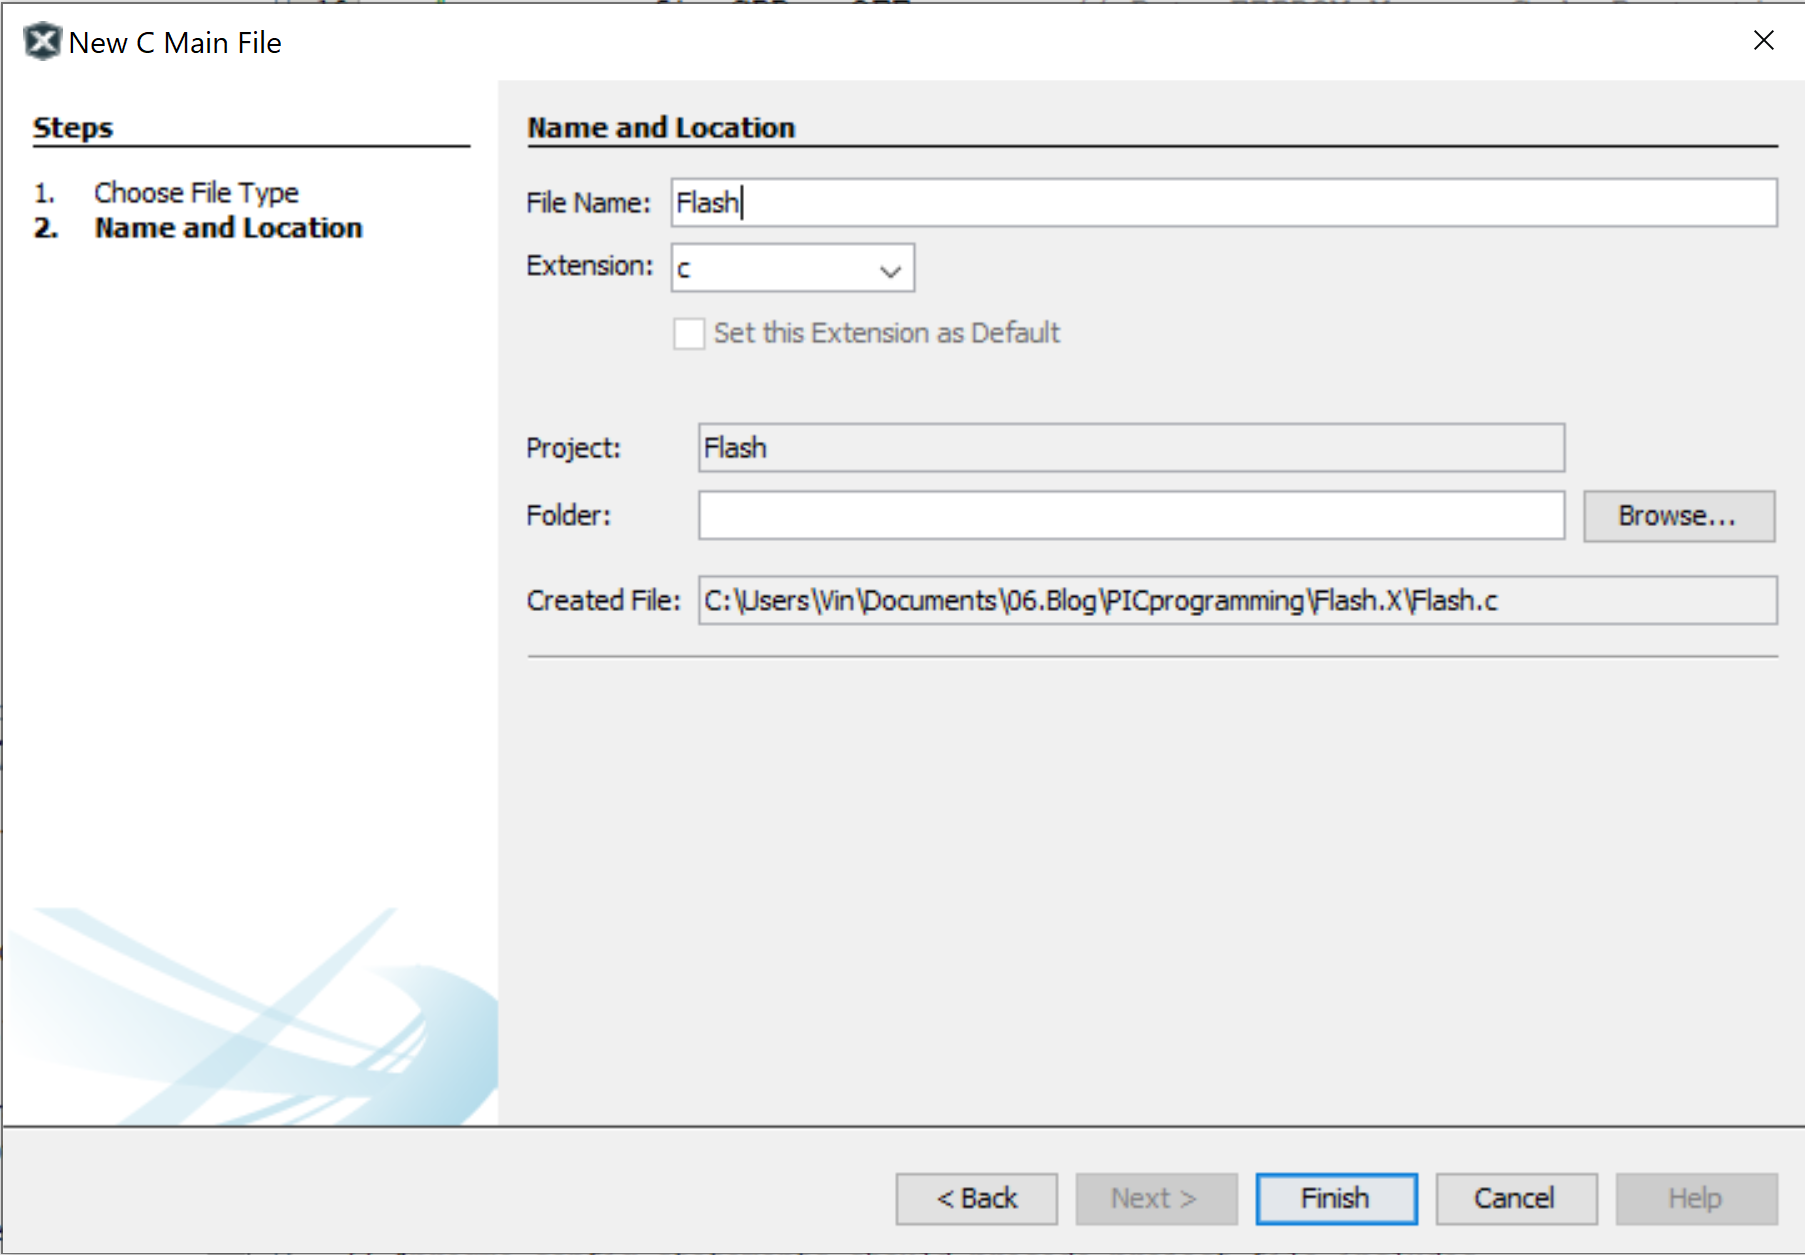 New C Main File
Steps
1. Choose File Type
2. Name and Location
Name and Location
File Name: Flash
Extension: c
Set this Extension as Default
Project: Flash
Folder:
Browse...
Created File: C:\Users\Vin\Documents\06.Blog\PICprogramming\Flash.X\Flash.c
< Back
Next >
Finish
Cancel
Help